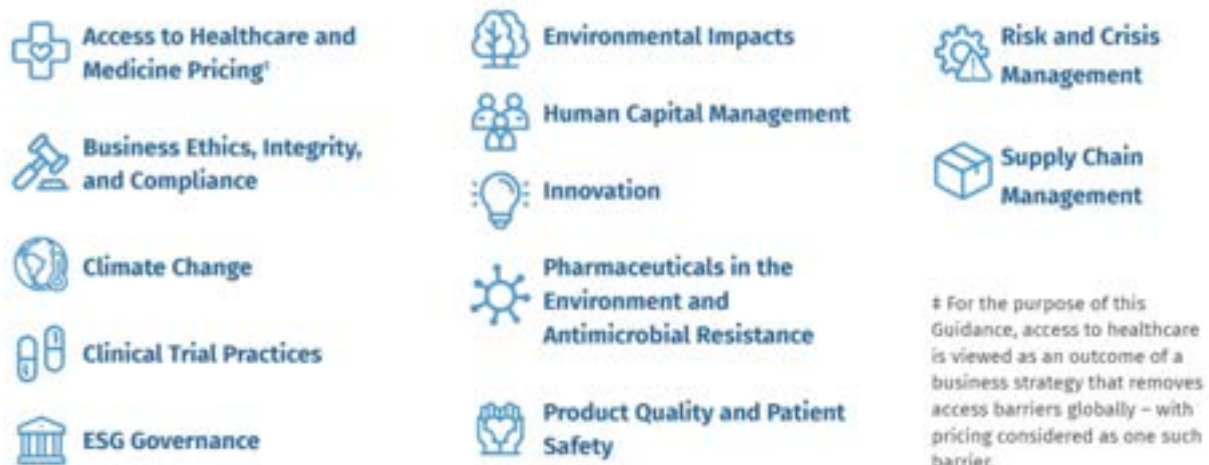 Access to Healthcare and
Medicine Pricing‡
Business Ethics, Integrity,
and Compliance
Climate Change
Clinical Trial Practices
ESG Governance
Environmental Impacts
Human Capital Management
Innovation
Pharmaceuticals in the
Environment and
Antimicrobial Resistance
Product Quality and Patient
Safety
Risk and Crisis
Management
Supply Chain
Management
‡ For the purpose of this
Guidance, access to healthcare
is viewed as an outcome of a
business strategy that removes
access barriers globally – with
pricing considered as one such
barrier